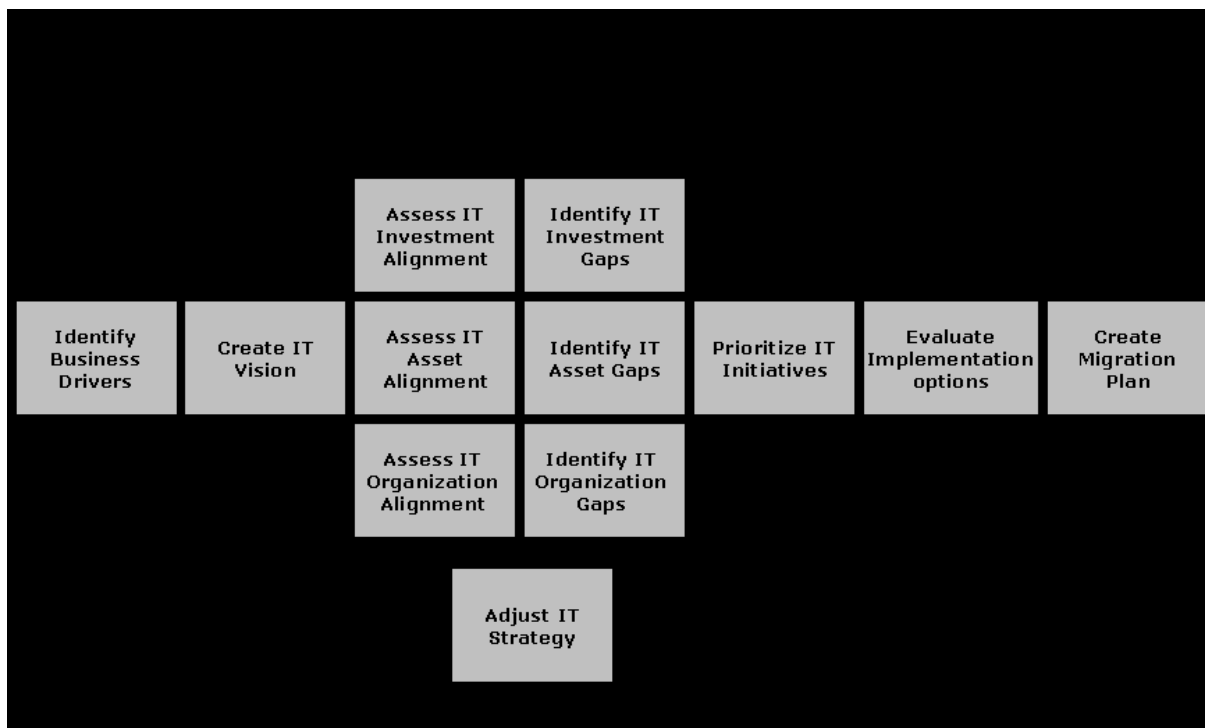 Assess IT
Investment
Alignment
Identify IT
Investment
Gaps
Identify
Business
Drivers
Create IT
Vision
Assess IT
Asset
Alignment
Identify IT
Asset Gaps
Prioritize IT
Initiatives
Evaluate
Implementation
options
Create
Migration
Plan
Assess IT
Organization
Alignment
Identify IT
Organization
Gaps
Adjust IT
Strategy